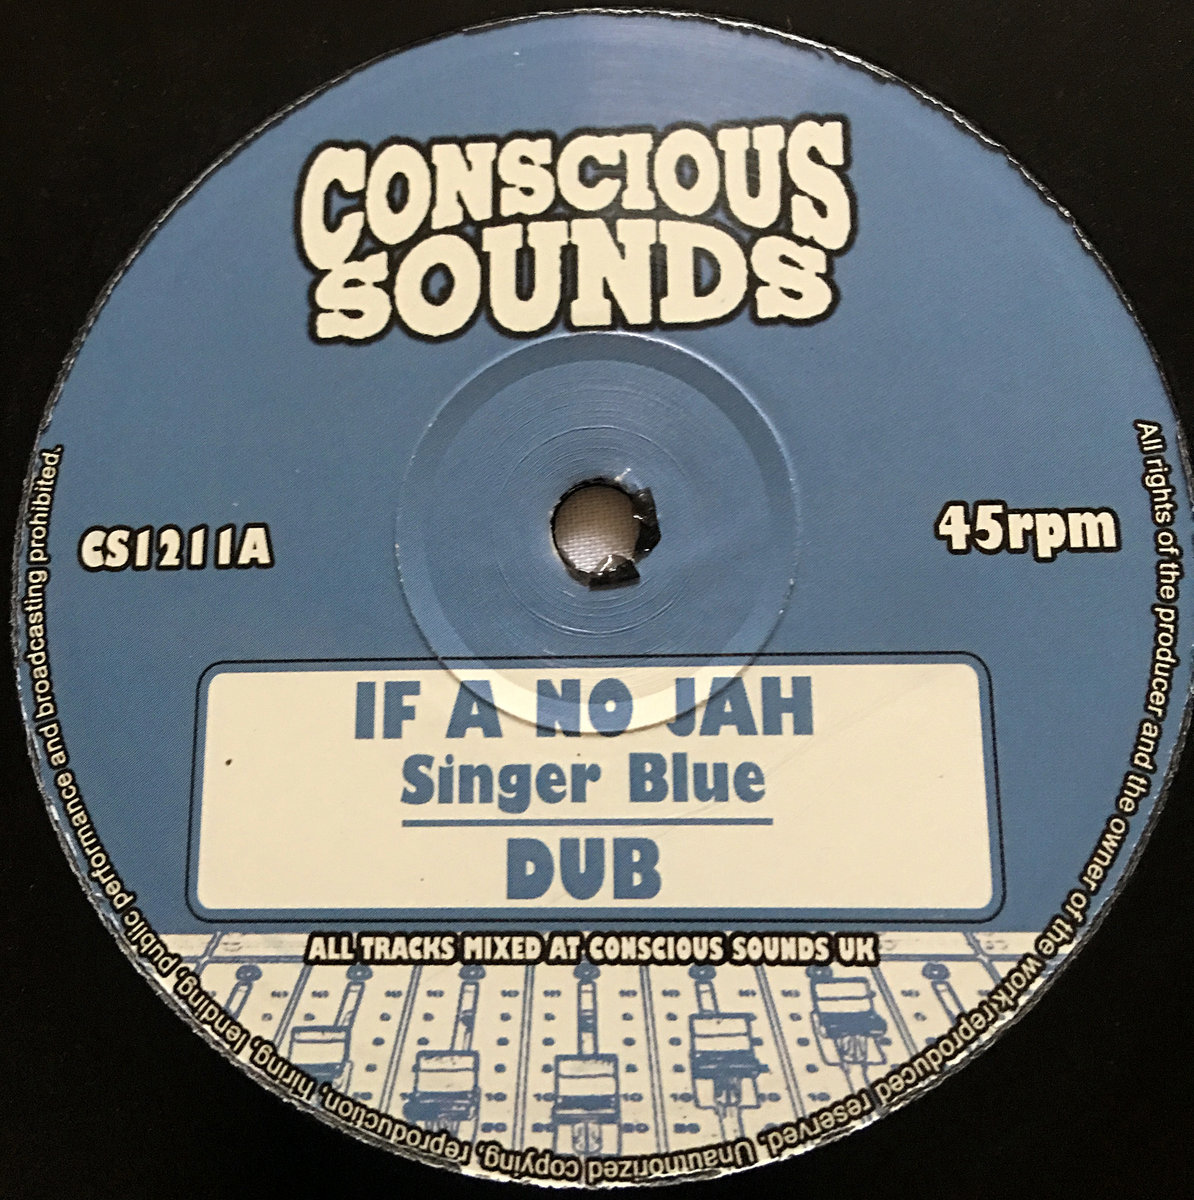 CONSCIOUS
SOUNDS
CS1211A
45rpm
IF A NO JAH
Singer Blue
DUB
ALL TRACKS MIXED AT CONSCIOUS SOUNDS UK
All rights of the producer and the owner of the work reproduced reserved. Unauthorized copying, reproduction, hiring, lending, public performance and broadcasting prohibited.